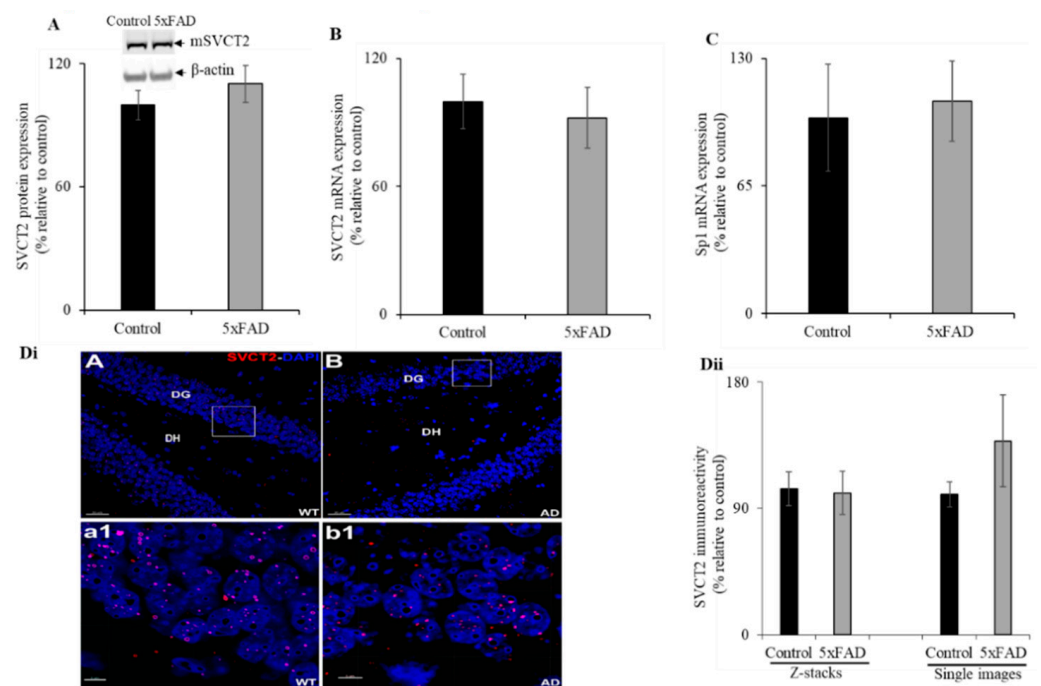 A
Control 5xFAD
mSVCT2
β-actin
SVCT2 protein expression
(% relative to control)
120
60
0
Control
5xFAD
B
SVCT2 mRNA expression
(% relative to control)
120
60
0
Control
5xFAD
C
Sp1 mRNA expression
(% relative to control)
130
65
0
Control
5xFAD
Di
A
SVCT2-DAPI
DG
DH
WT
B
DG
DH
AD
a1
WT
b1
AD
Dii
SVCT2 immunoreactivity
(% relative to control)
180
90
0
Control 5xFAD
Z-stacks
Control 5xFAD
Single images